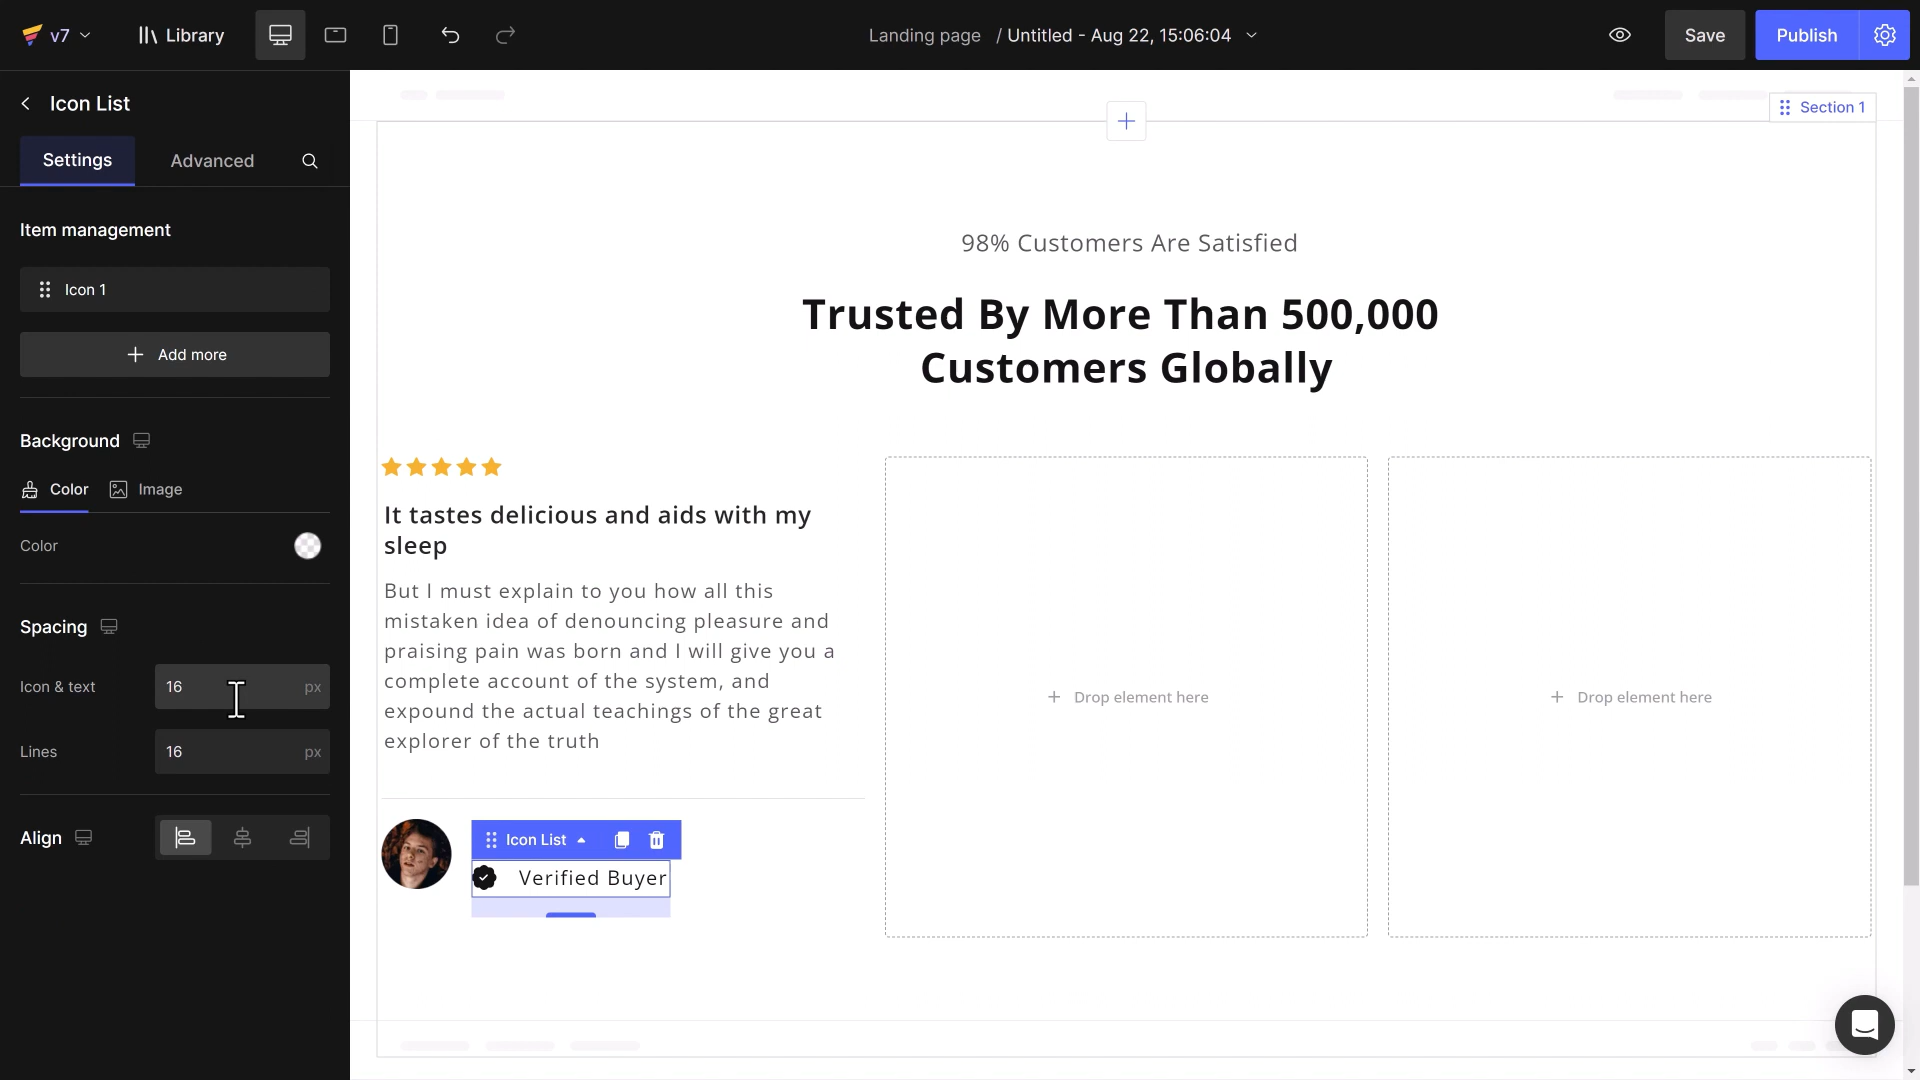 v7
Library
Landing page / Untitled - Aug 22, 15:06:04
Save
Publish
Icon List
Settings
Advanced
Item management
Icon 1
Add more
Background
Color
Image
Color
Spacing
Icon & text
16
px
Lines
16
px
Align
Section 1
98% Customers Are Satisfied
Trusted By More Than 500,000
Customers Globally
It tastes delicious and aids with my
sleep
But I must explain to you how all this
mistaken idea of denouncing pleasure and
praising pain was born and I will give you a
complete account of the system, and
expound the actual teachings of the great
explorer of the truth
Icon List
Verified Buyer
Drop element here
Drop element here